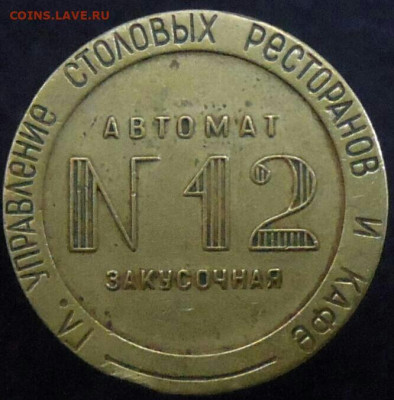 COINS.LAVE.RU
ГЛ. УПРАВЛЕНИЕ СТОЛОВЫХ РЕСТОРАНОВ И КАФЕ
АВТОМАТ
N 12
ЗАКУСОЧНАЯ